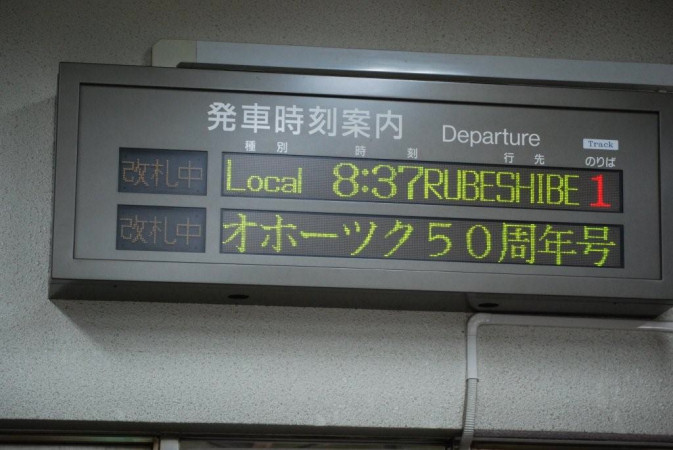 発車時刻案内 Departure Track
種別 時刻 行先 のりば
改札中 Local 8:37 RUBESHIBE 1
改札中 オホーツク50周年号